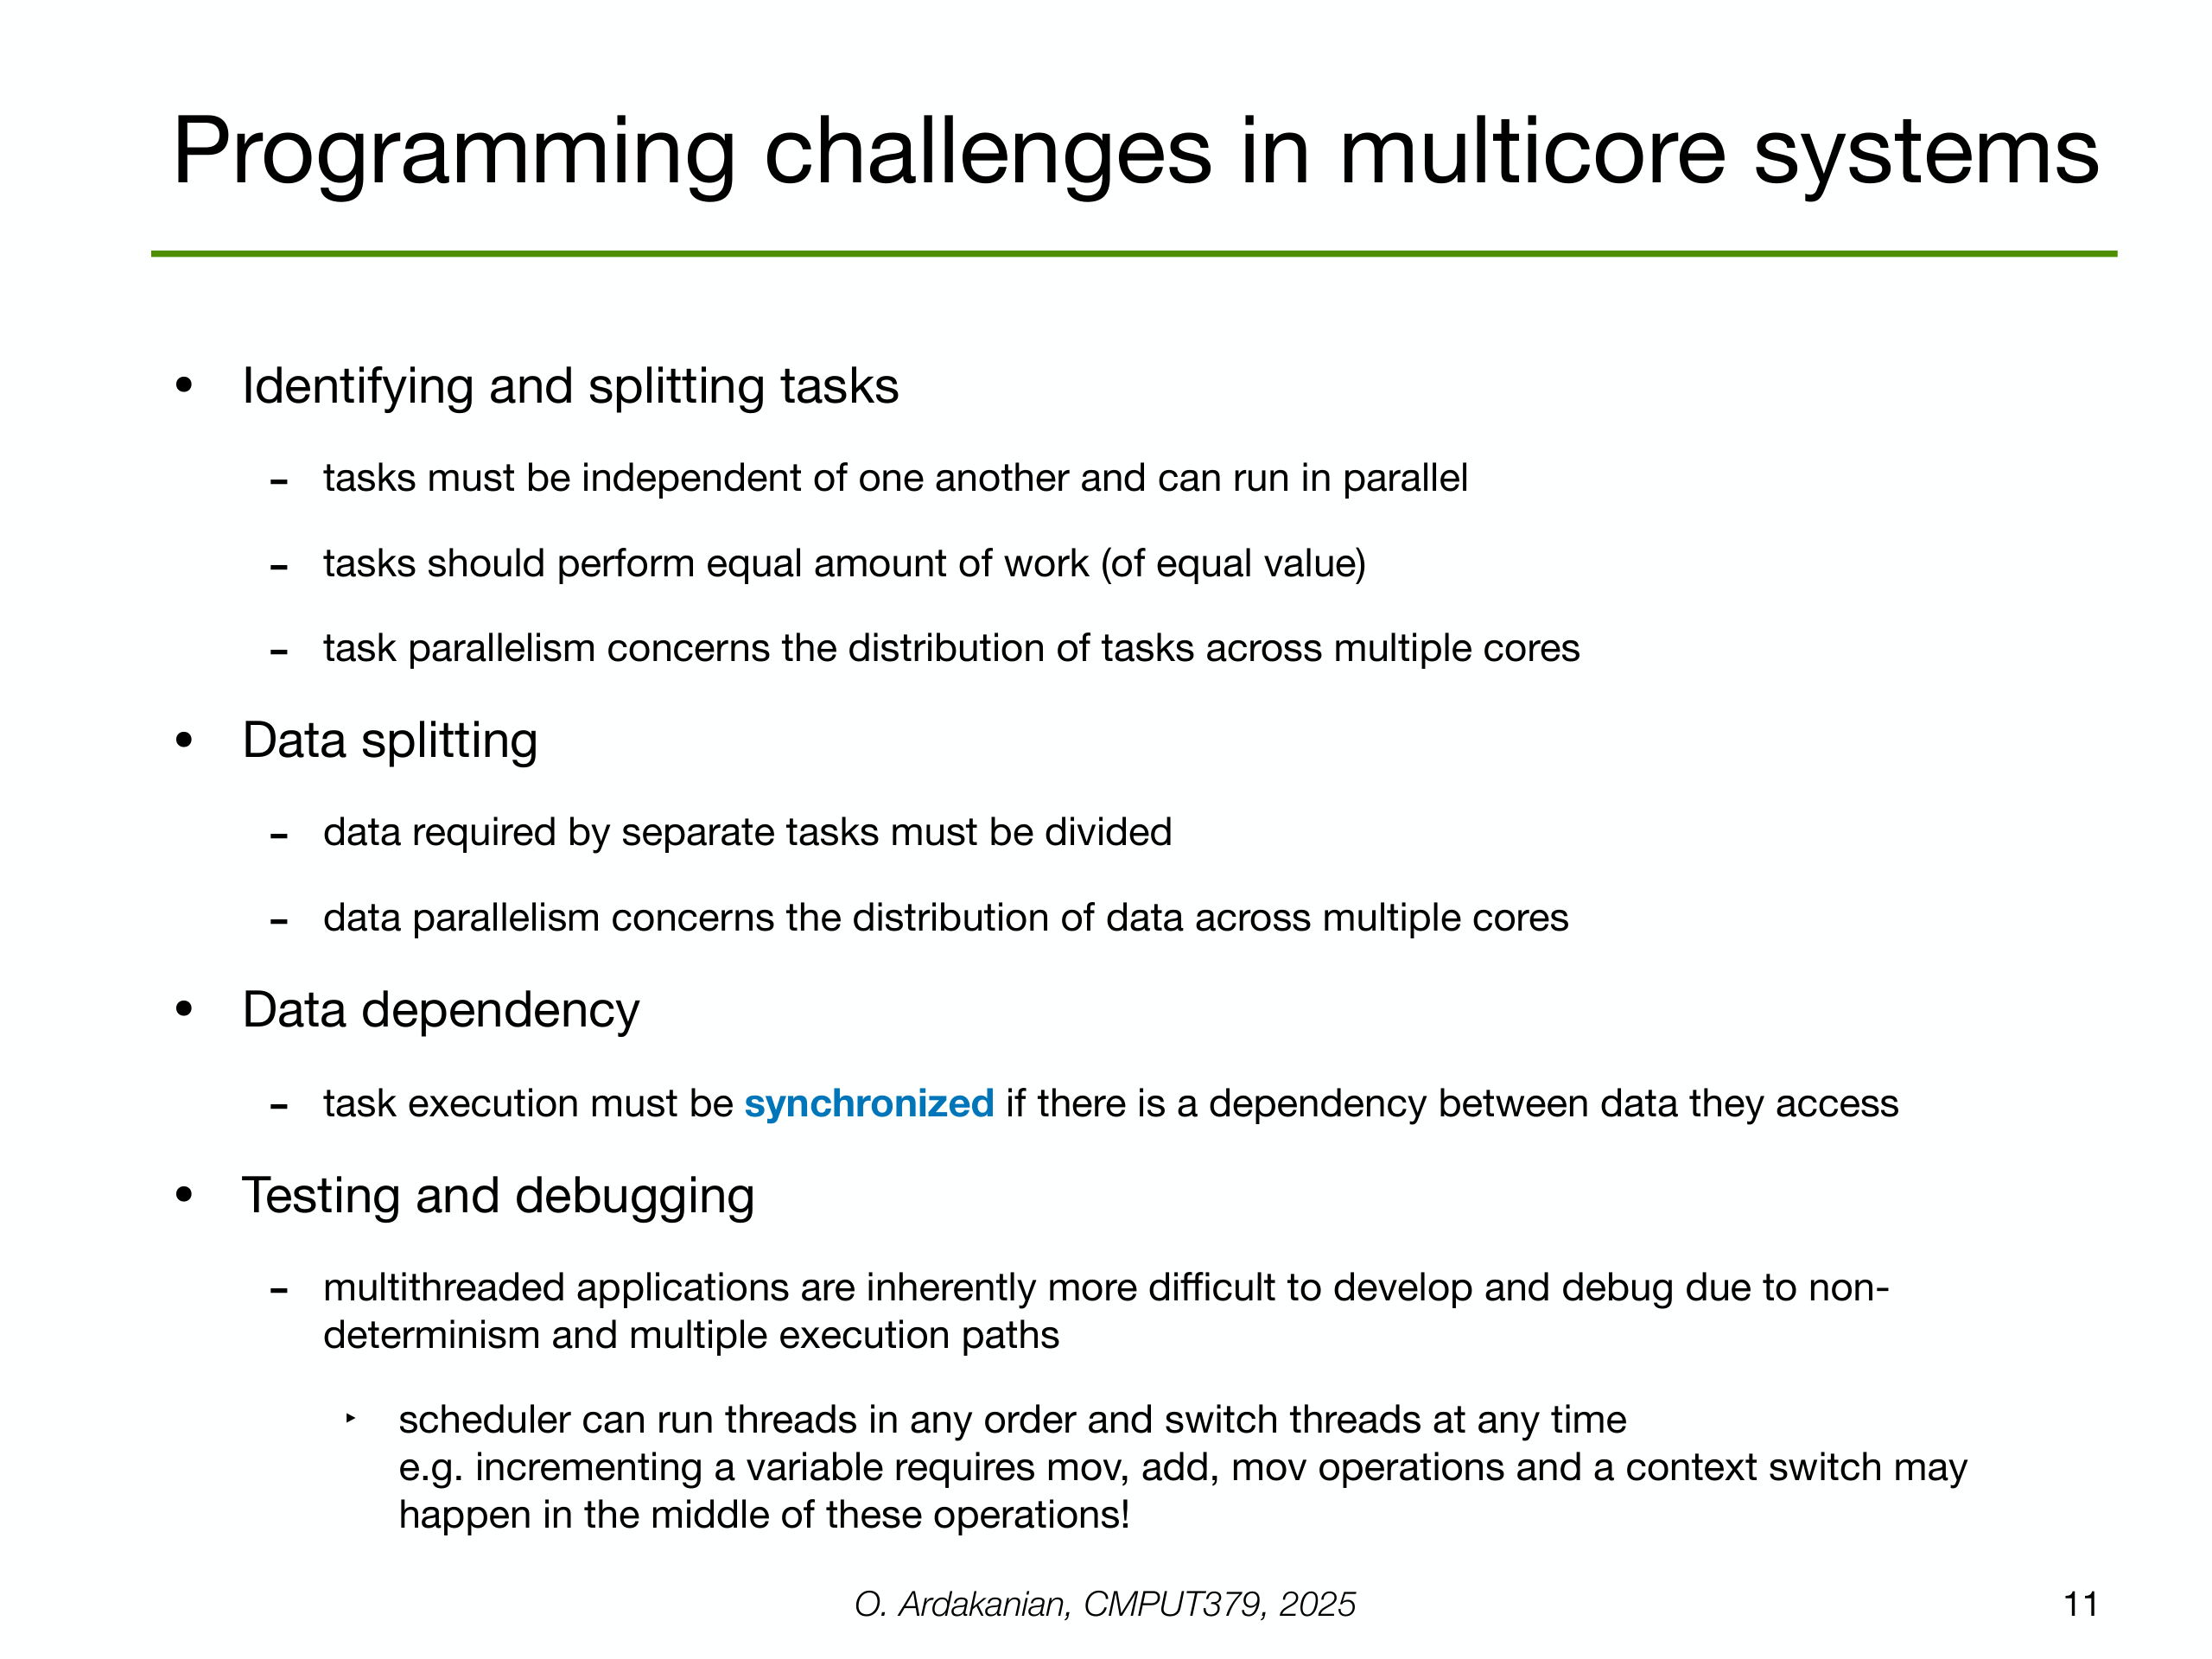 Programming challenges in multicore systems
• Identifying and splitting tasks
- tasks must be independent of one another and can run in parallel
- tasks should perform equal amount of work (of equal value)
- task parallelism concerns the distribution of tasks across multiple cores
• Data splitting
- data required by separate tasks must be divided
- data parallelism concerns the distribution of data across multiple cores
• Data dependency
- task execution must be synchronized if there is a dependency between data they access
• Testing and debugging
- multithreaded applications are inherently more difficult to develop and debug due to non-
determinism and multiple execution paths
‣ scheduler can run threads in any order and switch threads at any time
e.g. incrementing a variable requires mov, add, mov operations and a context switch may
happen in the middle of these operations!
O. Ardakanian, CMPUT379, 2025
11